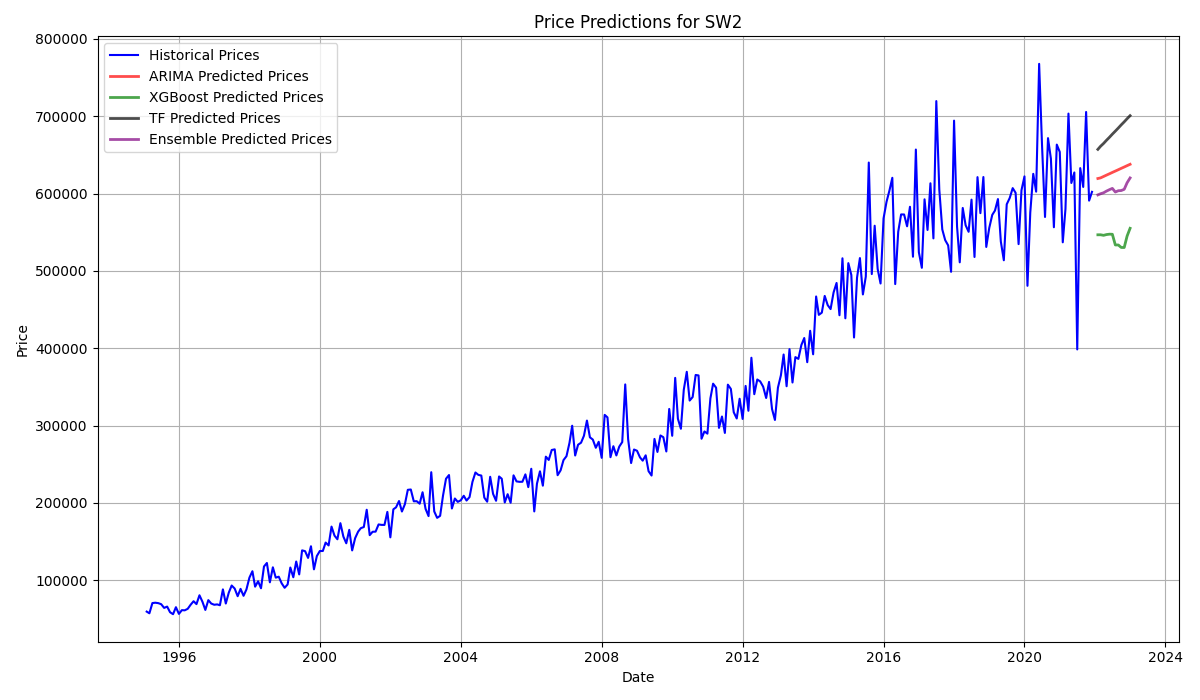 Price Predictions for SW2
Historical Prices
ARIMA Predicted Prices
XGBoost Predicted Prices
TF Predicted Prices
Ensemble Predicted Prices
800000
700000
600000
500000
400000
300000
200000
100000
Price
1996 2000 2004 2008 2012 2016 2020 2024
Date